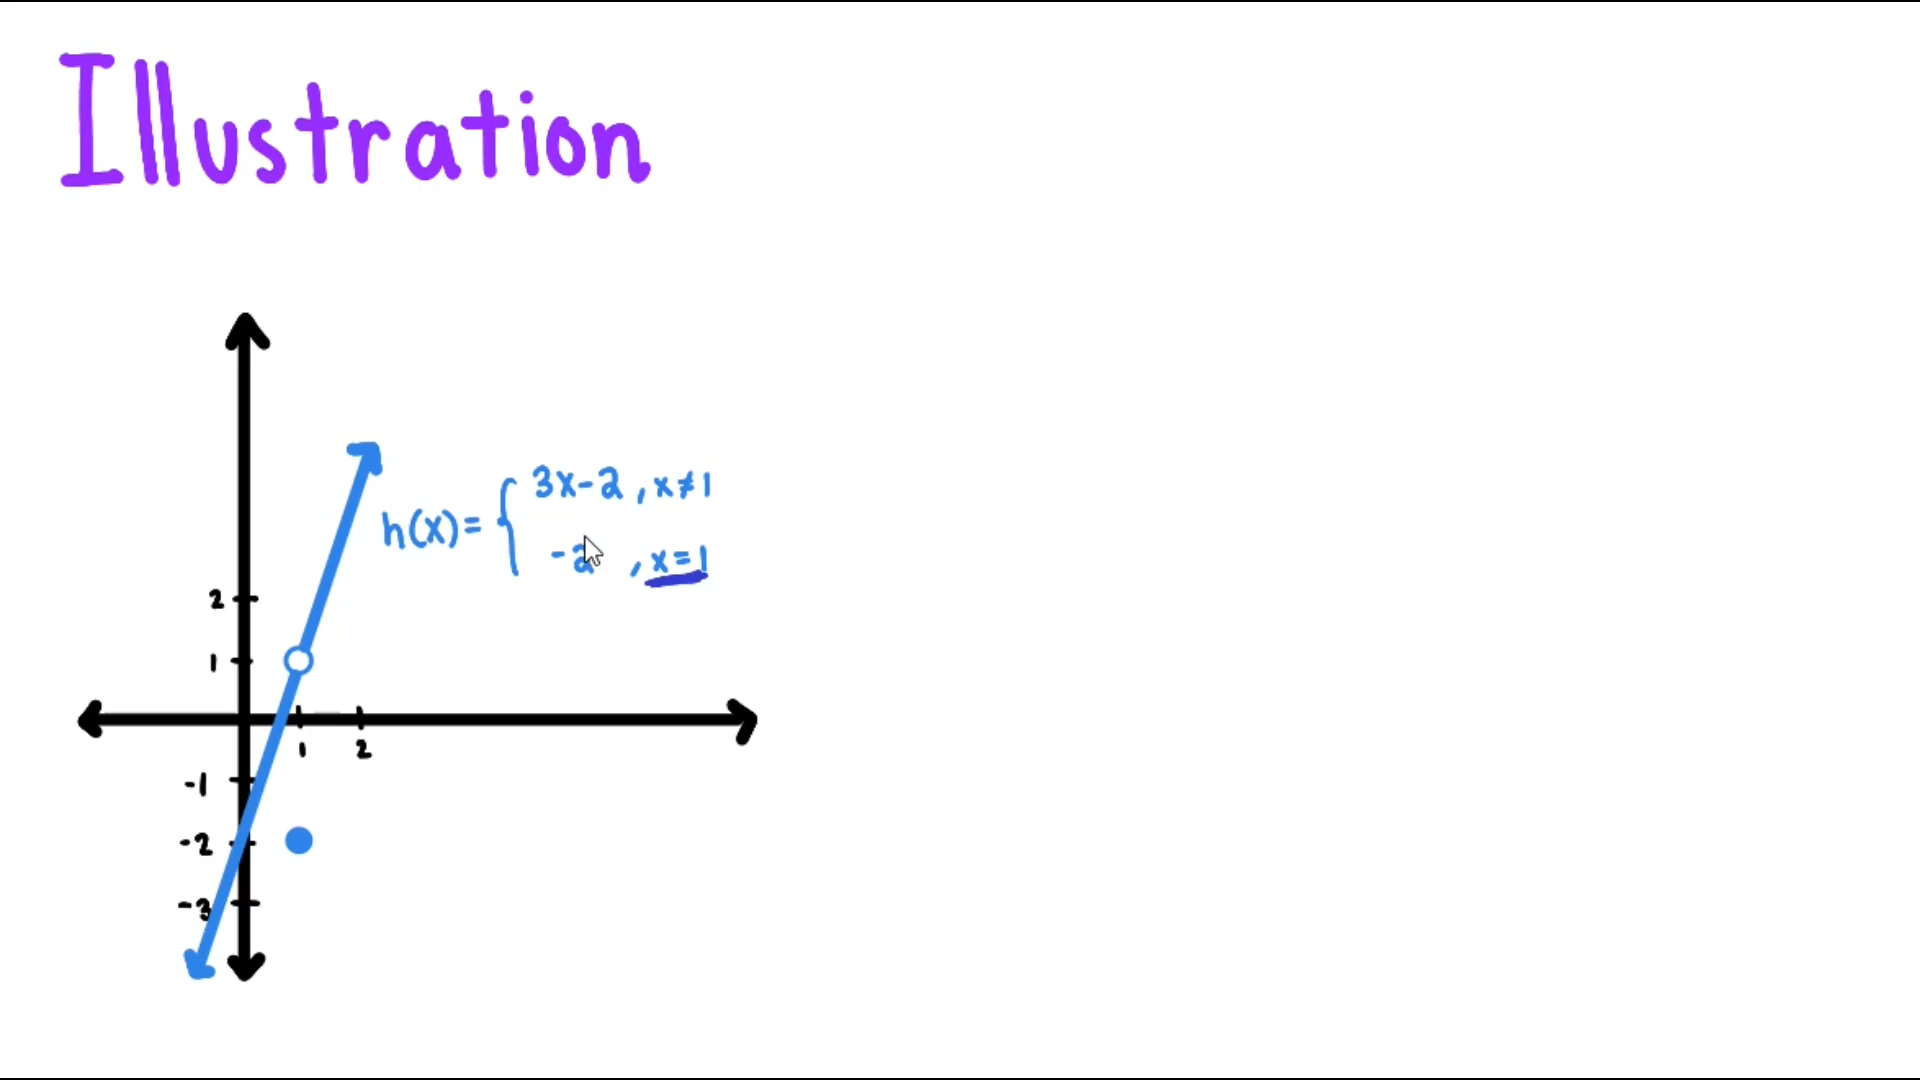 Illustration
3x-2 , x≠1
h(x)=
-2 , x=1
2
1
1 2
-1
-2
-3